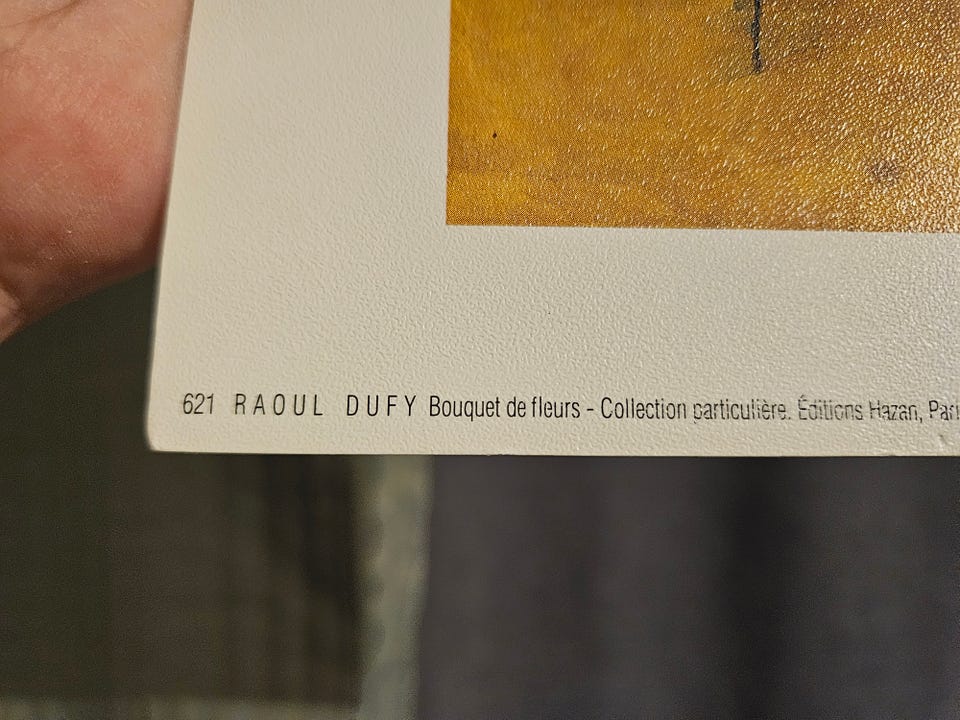 621 RAOUL DUFY Bouquet de fleurs - Collection particulière. Éditions Hazan,